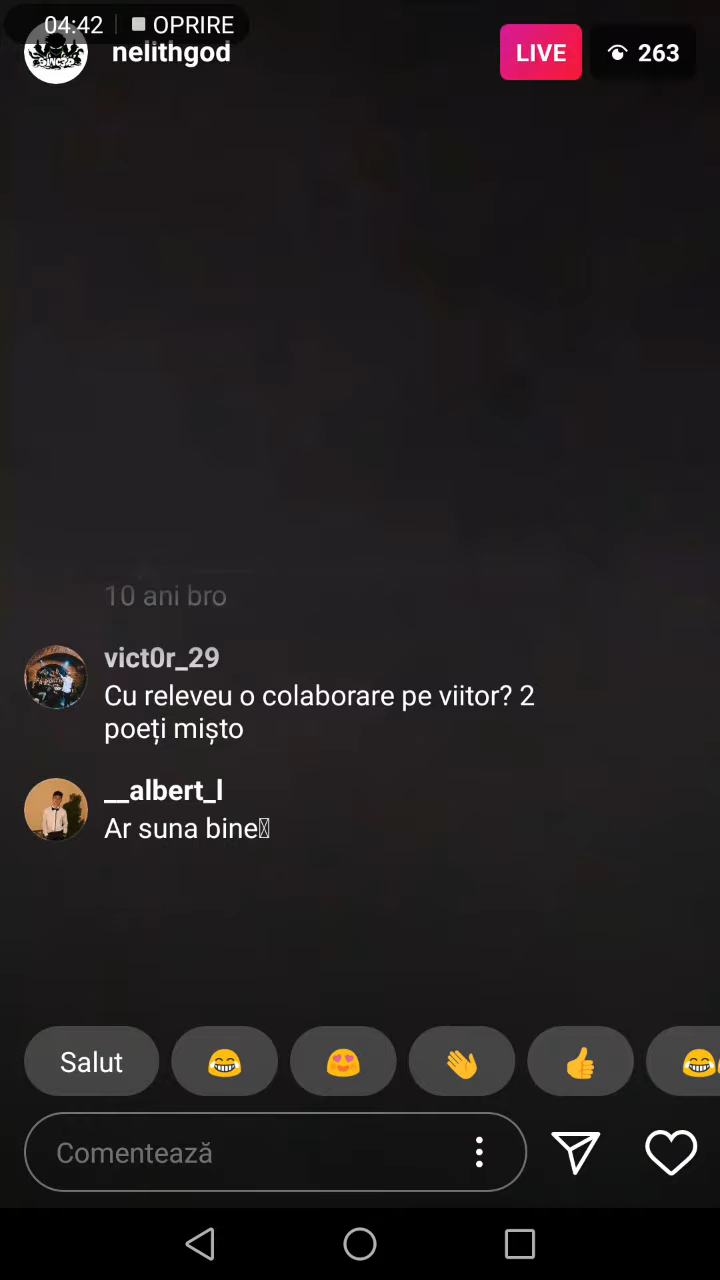 04:42 OPRIRE
nelithgod
LIVE
263
SINC3R
10 ani bro
vict0r_29
Cu releveu o colaborare pe viitor? 2
poeți mișto
__albert_l
Ar suna bine
Salut
Comentează